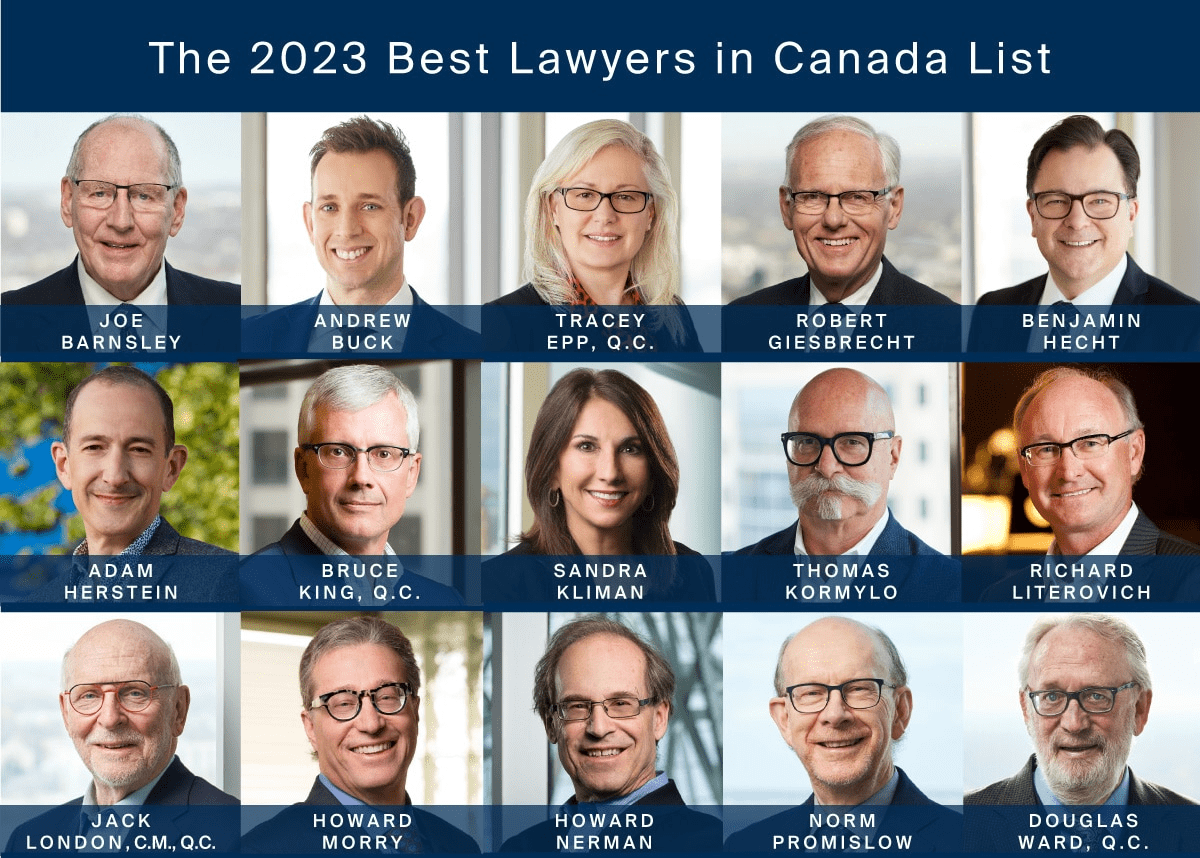 The 2023 Best Lawyers in Canada List
JOE
BARNSLEY
ANDREW
BUCK
TRACEY
EPP, Q.C.
ROBERT
GIESBRECHT
BENJAMIN
HECHT
ADAM
HERSTEIN
BRUCE
KING, Q.C.
SANDRA
KLIMAN
THOMAS
KORMYLO
RICHARD
LITEROVICH
JACK
LONDON, C.M., Q.C.
HOWARD
MORRY
HOWARD
NERMAN
NORM
PROMISLOW
DOUGLAS
WARD, Q.C.